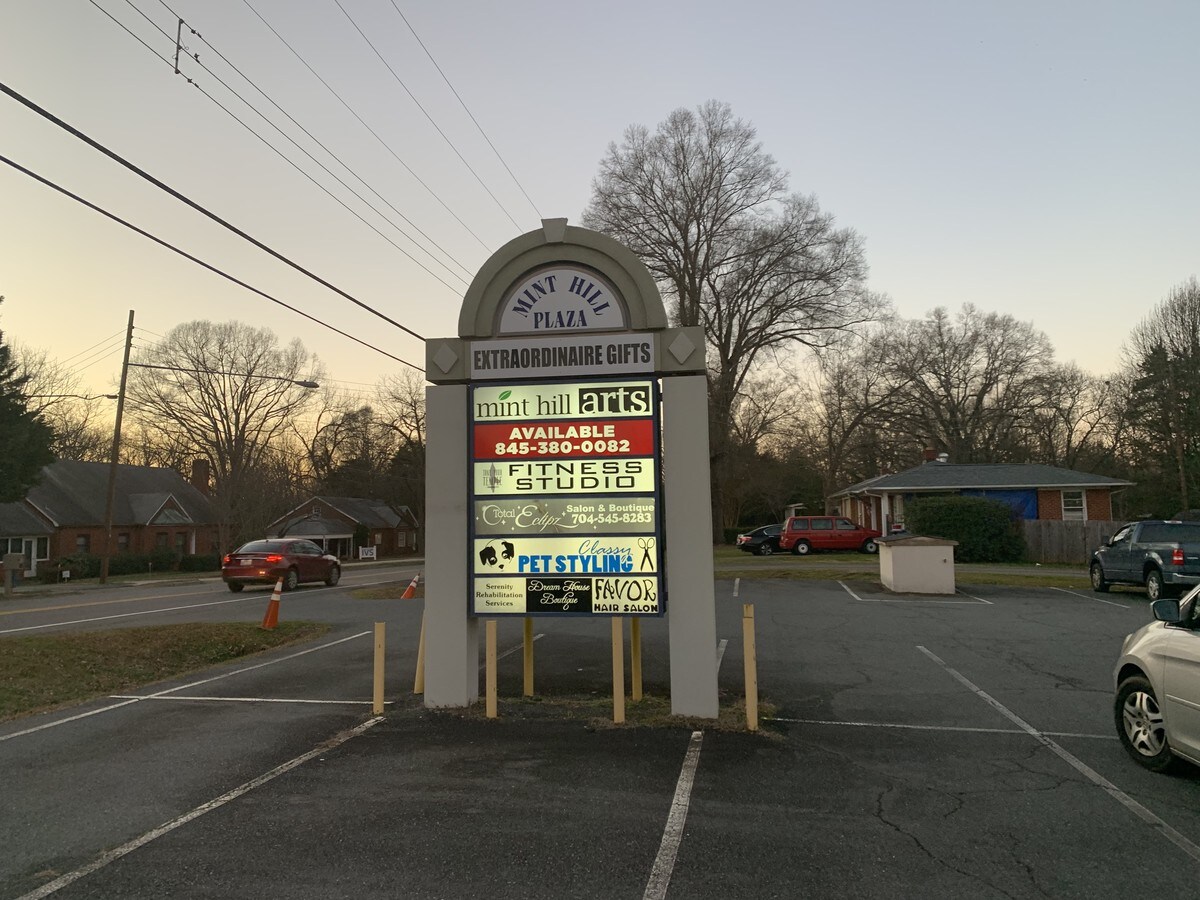 MINT HILL
PLAZA
EXTRAORDINAIRE GIFTS
mint hill arts
AVAILABLE
845-380-0082
FITNESS
STUDIO
Total Eclipz
Salon & Boutique
704-545-8283
Classy
PET STYLING
Serenity
Rehabilitation
Services
Dream House
Boutique
FAVOR
HAIR SALON
IVS